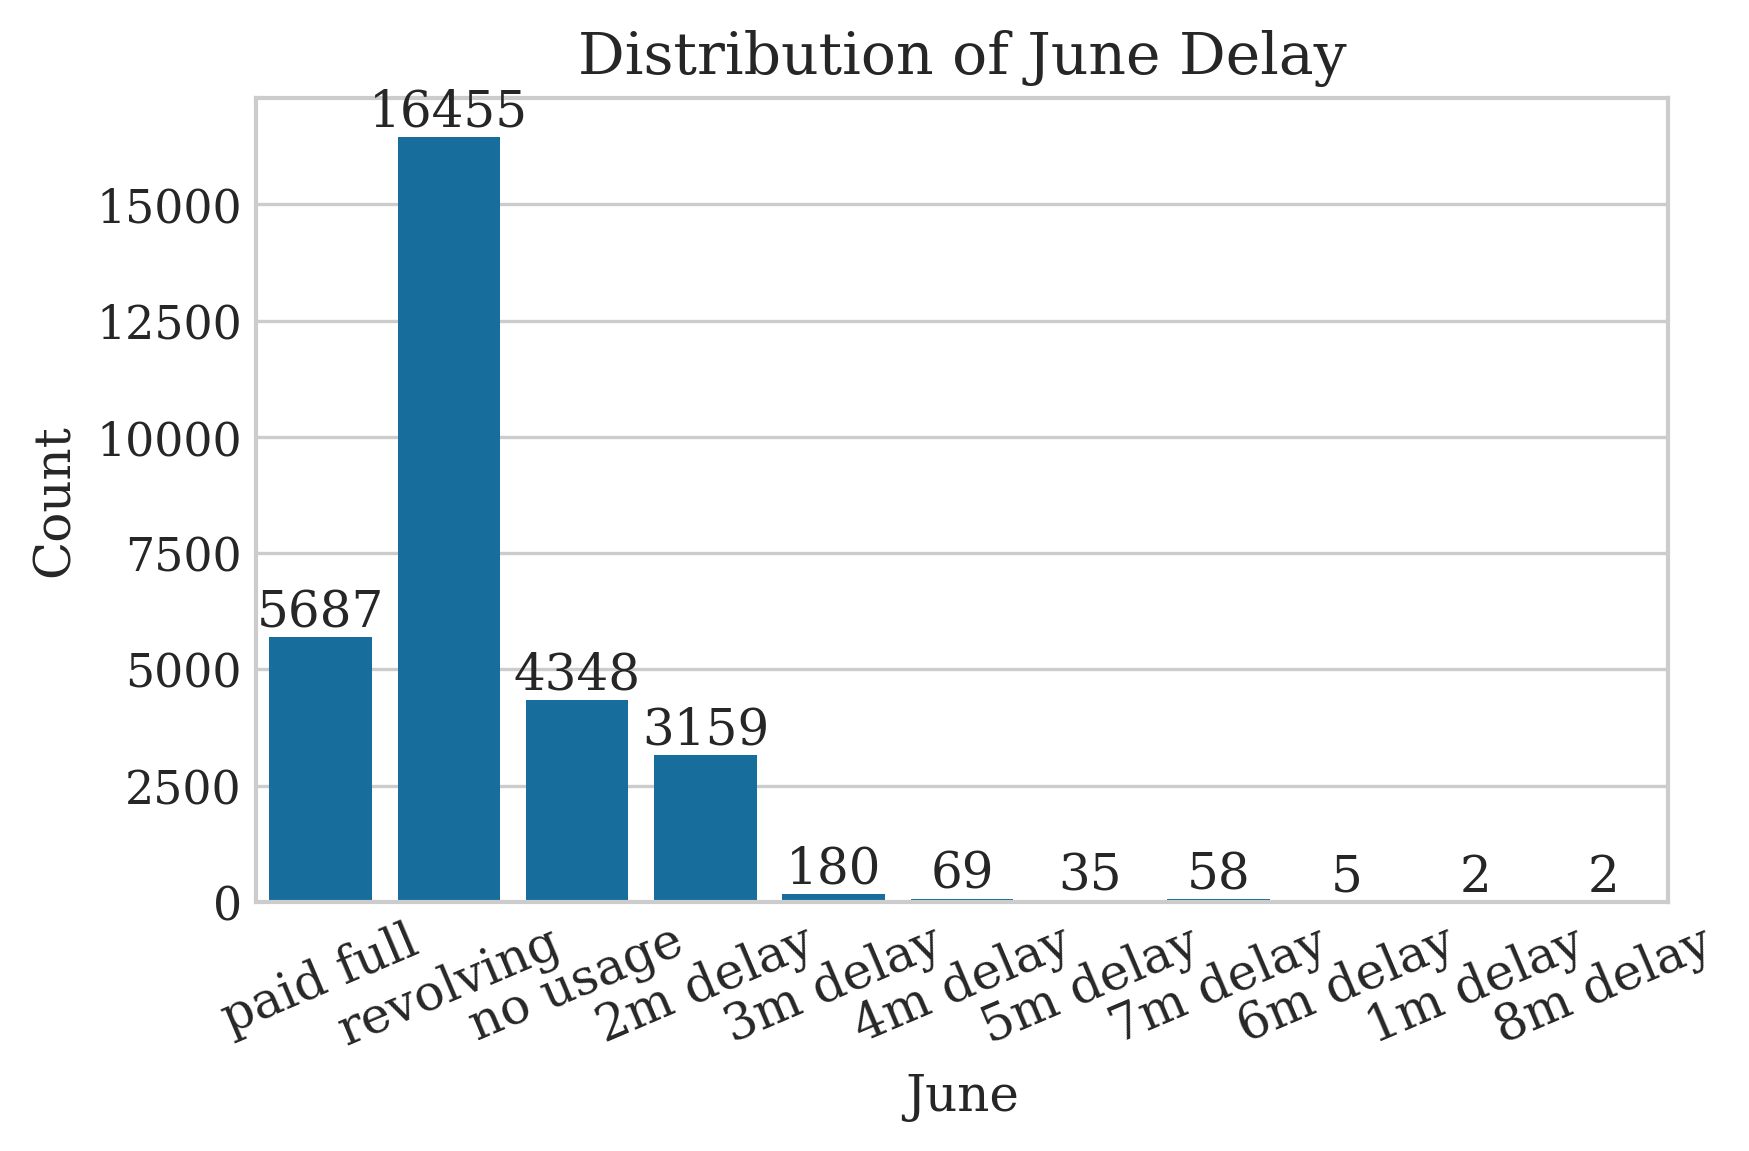 Distribution of June Delay
16455
15000
12500
10000
7500
5687
5000
4348
3159
2500
180
69
35
58
5
2
2
0
Count
paid full
revolving
no usage
2m delay
3m delay
4m delay
5m delay
7m delay
6m delay
1m delay
8m delay
June